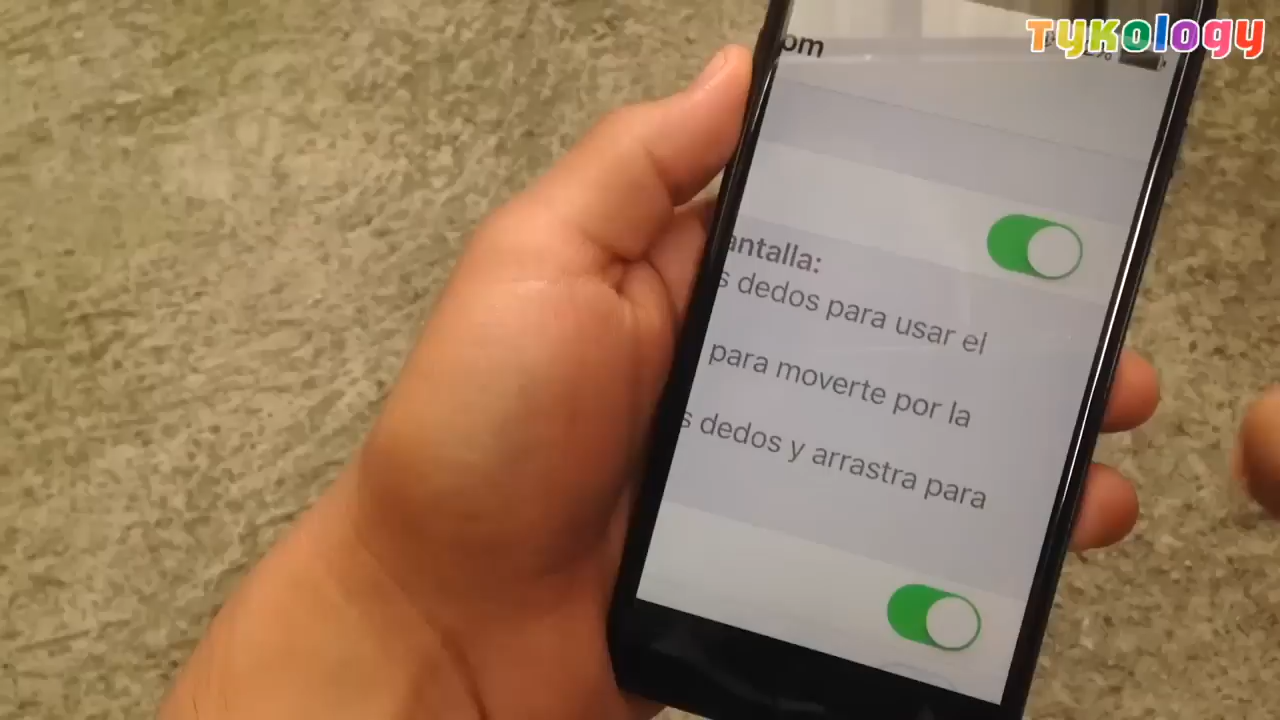 Tykology
om
antalla:
s dedos para usar el
para moverte por la
s dedos y arrastra para